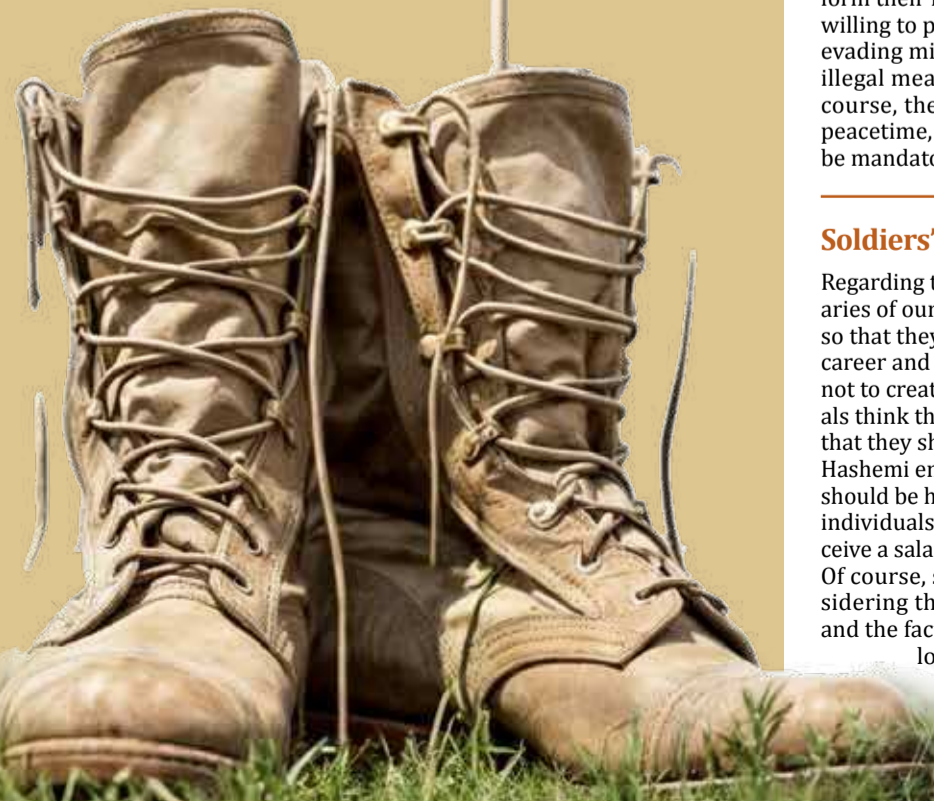 willing to p
evading mi
illegal mea
course, the
peacetime,
be mandato
Soldiers'
Regarding t
aries of our
so that they
career and
not to creat
als think th
that they sh
Hashemi en
should be h
individuals
ceive a sala
Of course, s
sidering th
and the fac
lo